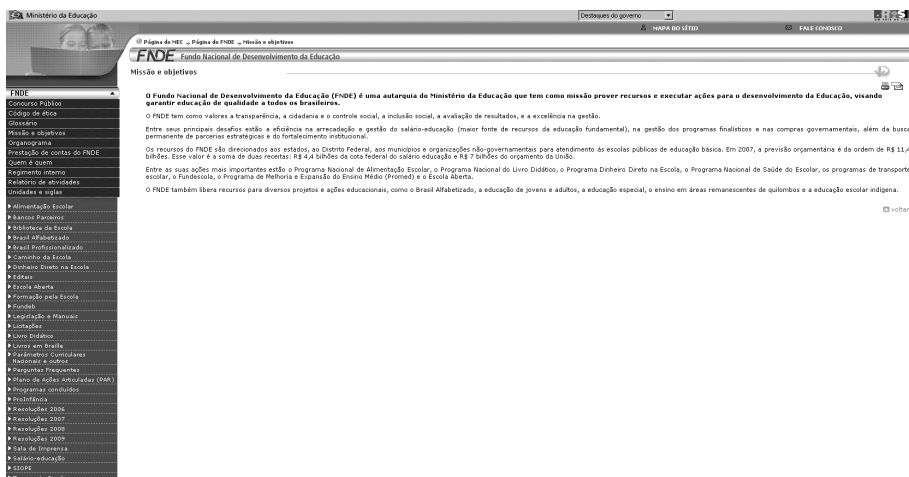 Ministério da Educação
Destaques do governo
MAPA DO SÍTIO
FALE CONOSCO
Página do MEC Página do FNDE Missão e objetivos
FNDE Fundo Nacional de Desenvolvimento da Educação
Missão e objetivos
FNDE
Concurso Público
Código de ética
Glossário
Missão e objetivos
Organograma
Prestação de contas do FNDE
Quem é quem
Regimento interno
Relatório de atividades
Unidades e siglas
Alimentação Escolar
Bancos Parceiros
Biblioteca da Escola
Brasil Alfabetizado
Brasil Profissionalizado
Caminho da Escola
Dinheiro Direto na Escola
Editais
Escola Aberta
Formação pela Escola
Fundeb
Legislação e Manuais
Licitações
Livro Didático
Livros em Braille
Parâmetros Curriculares
Nacionais e outros
Perguntas Frequentes
Plano de Ações Articuladas (PAR)
Programas conduídos
ProInfância
Resoluções 2006
Resoluções 2007
Resoluções 2008
Resoluções 2009
Sala de Imprensa
Salário-educação
SIOPE
O Fundo Nacional de Desenvolvimento da Educação (FNDE) é uma autarquia do Ministério da Educação que tem como missão prover recursos e executar ações para o desenvolvimento da Educação, visando
garantir educação de qualidade a todos os brasileiros.
O FNDE tem como valores a transparência, a cidadania e o controle social, a inclusão social, a avaliação de resultados, e a excelência na gestão.
Entre seus principais desafios estão a eficiência na arrecadação e gestão do salário-educação (maior fonte de recursos da educação fundamental), na gestão dos programas finalísticos e nas compras governamentais, além da busca
permanente de parcerias estratégicas e do fortalecimento institucional.
Os recursos do FNDE são direcionados aos estados, ao Distrito Federal, aos municípios e organizações não-governamentais para atendimento às escolas públicas de educação básica. Em 2007, a previsão orçamentária é da ordem de R$ 11,4
bilhões. Esse valor é a soma de duas receitas: R$ 4,4 bilhões da cota federal do salário educação e R$ 7 bilhões do orçamento da União.
Entre as suas ações mais importantes estão o Programa Nacional de Alimentação Escolar, o Programa Nacional do Livro Didático, o Programa Dinheiro Direto na Escola, o Programa Nacional de Saúde do Escolar, os programas de transporte
escolar, o Fundescola, o Programa de Melhoria e Expansão do Ensino Médio (Promed) e o Escola Aberta.
O FNDE também libera recursos para diversos projetos e ações educacionais, como o Brasil Alfabetizado, a educação de jovens e adultos, a educação especial, o ensino em áreas remanescentes de quilombos e a educação escolar indígena.
voltar